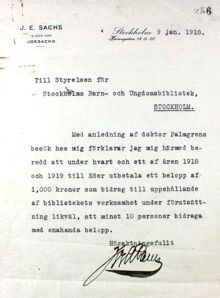 56
J. E. SACHS
JOESACHS
Stockholm 9 jan. 1918.
Till Styrelsen för
Stockholms Barn- och Ungdomsbibliotek,
STOCKHOLM.
Med anledning af doktor Palmgrens
besök hos mig förklarar jag mig härmed be-
redd att under hvart och ett af åren 1918
och 1919 till Eder utbetala ett belopp af
1,000 kronor som bidrag till uppehållande
af bibliotekets verksamhet under förutsätt-
ning likväl, att minst 10 personer bidraga
med enahanda belopp.
Högaktningsfullt